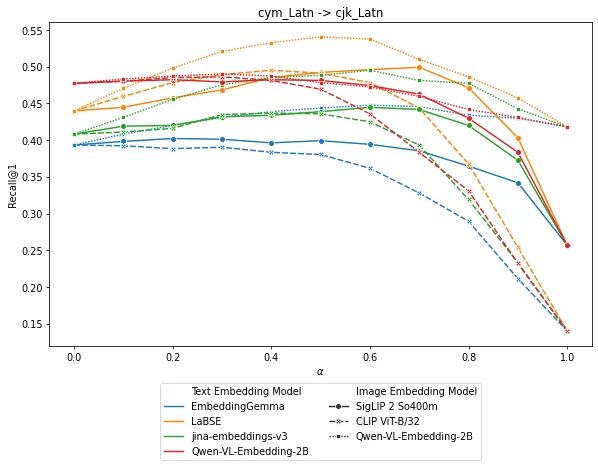 cym_Latn -> cjk_Latn
0.55
0.50
0.45
0.40
0.35
0.30
0.25
0.20
0.15
Recall@1
0.0 0.2 0.4 0.6 0.8 1.0
α
Text Embedding Model
EmbeddingGemma
LaBSE
jina-embeddings-v3
Qwen-VL-Embedding-2B
Image Embedding Model
SigLIP 2 So400m
CLIP ViT-B/32
Qwen-VL-Embedding-2B